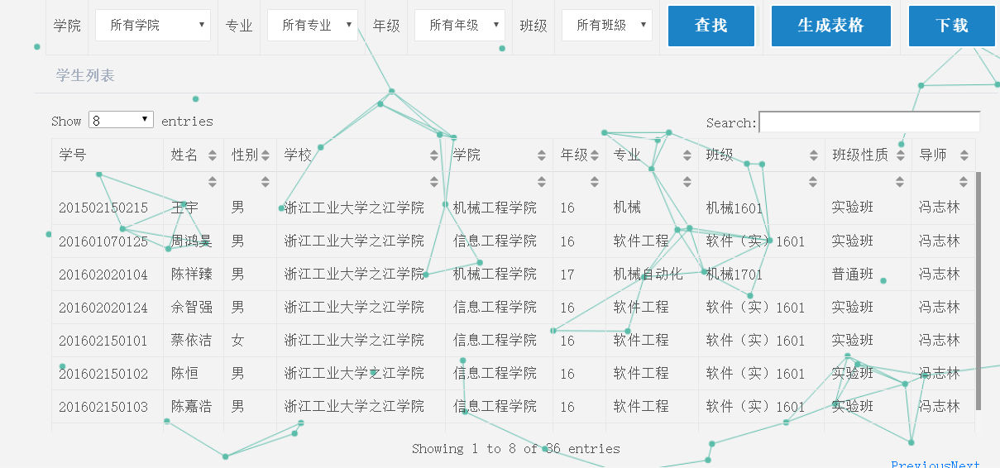 学院 所有学院 专业 所有专业 年级 所有年级 班级 所有班级 查找 生成表格 下载
学生列表
Show 8 entries Search:
学号 姓名 性别 学校 学院 年级 专业 班级 班级性质 导师
201502150215 王宇 男 浙江工业大学之江学院 机械工程学院 16 机械 机械1601 实验班 冯志林
201601070125 周鸿昊 男 浙江工业大学之江学院 信息工程学院 16 软件工程 软件（实）1601 实验班 冯志林
201602020104 陈祥臻 男 浙江工业大学之江学院 机械工程学院 17 机械自动化 机械1701 普通班 冯志林
201602020124 余智强 男 浙江工业大学之江学院 信息工程学院 16 软件工程 软件（实）1601 实验班 冯志林
201602150101 蔡依洁 女 浙江工业大学之江学院 信息工程学院 16 软件工程 软件（实）1601 实验班 冯志林
201602150102 陈恒 男 浙江工业大学之江学院 信息工程学院 16 软件工程 软件（实）1601 实验班 冯志林
201602150103 陈嘉浩 男 浙江工业大学之江学院 信息工程学院 16 软件工程 软件（实）1601 实验班 冯志林
Showing 1 to 8 of 36 entries
PreviousNext